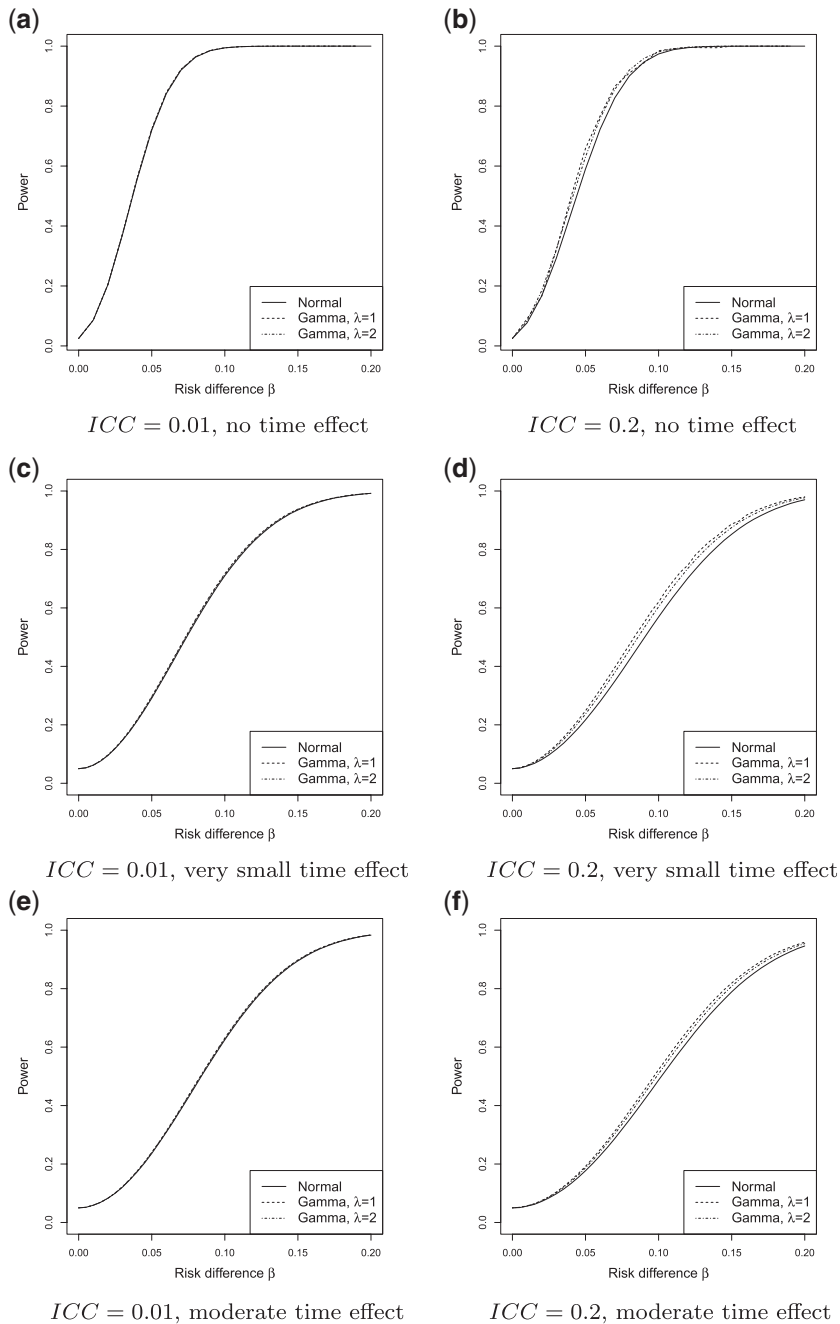 (a)
Power
1.0
0.8
0.6
0.4
0.2
0.0
Normal
Gamma, λ=1
Gamma, λ=2
0.00 0.05 0.10 0.15 0.20
Risk difference β
ICC = 0.01, no time effect
(b)
Power
1.0
0.8
0.6
0.4
0.2
0.0
Normal
Gamma, λ=1
Gamma, λ=2
0.00 0.05 0.10 0.15 0.20
Risk difference β
ICC = 0.2, no time effect
(c)
Power
1.0
0.8
0.6
0.4
0.2
0.0
Normal
Gamma, λ=1
Gamma, λ=2
0.00 0.05 0.10 0.15 0.20
Risk difference β
ICC = 0.01, very small time effect
(d)
Power
1.0
0.8
0.6
0.4
0.2
0.0
Normal
Gamma, λ=1
Gamma, λ=2
0.00 0.05 0.10 0.15 0.20
Risk difference β
ICC = 0.2, very small time effect
(e)
Power
1.0
0.8
0.6
0.4
0.2
0.0
Normal
Gamma, λ=1
Gamma, λ=2
0.00 0.05 0.10 0.15 0.20
Risk difference β
ICC = 0.01, moderate time effect
(f)
Power
1.0
0.8
0.6
0.4
0.2
0.0
Normal
Gamma, λ=1
Gamma, λ=2
0.00 0.05 0.10 0.15 0.20
Risk difference β
ICC = 0.2, moderate time effect